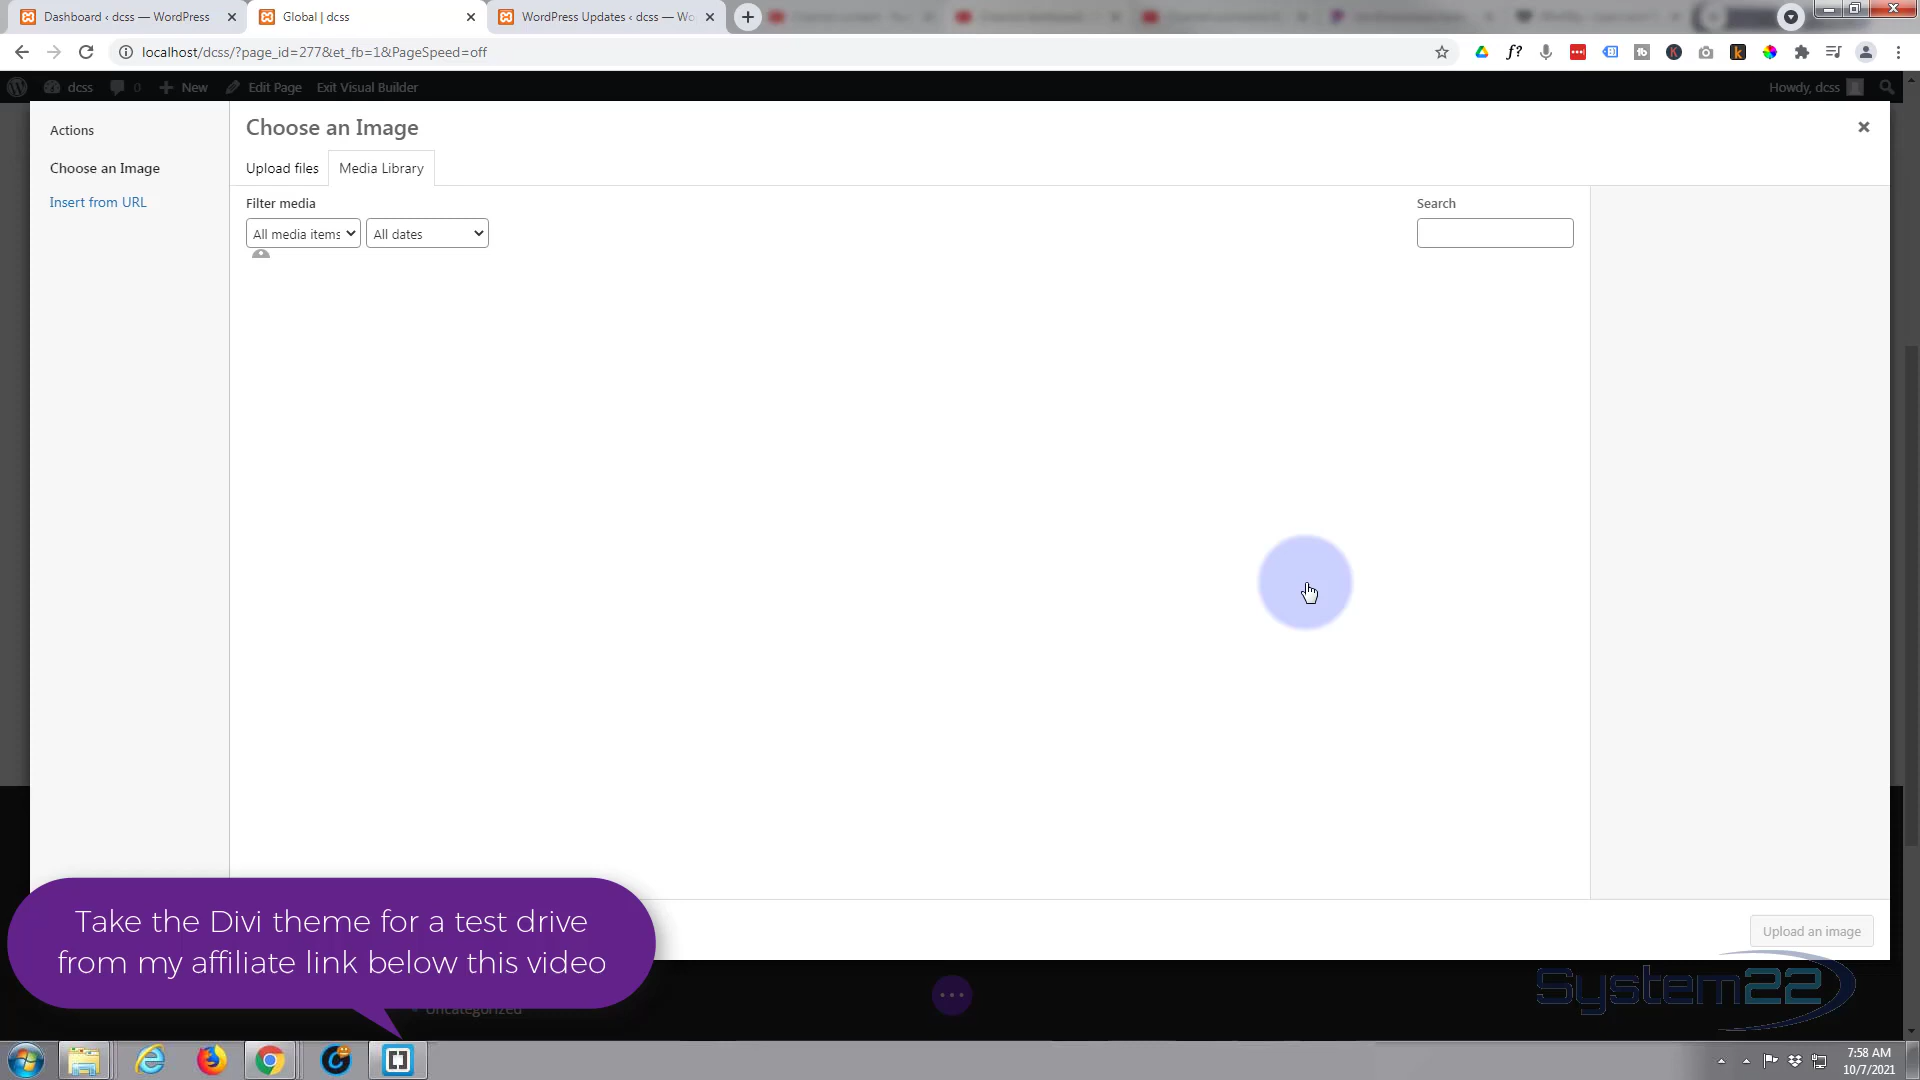 Dashboard ‹ dcss — WordPress
Global | dcss
WordPress Updates ‹ dcss — Wo
localhost/dcss/?page_id=277&et_fb=1&PageSpeed=off
dcss
0
New
Edit Page
Exit Visual Builder
Howdy, dcss
Actions
Choose an Image
Insert from URL
Choose an Image
Upload files
Media Library
Filter media
All media items
All dates
Search
Upload an image
Take the Divi theme for a test drive
from my affiliate link below this video
Uncategorized
System22
7:58 AM
10/7/2021